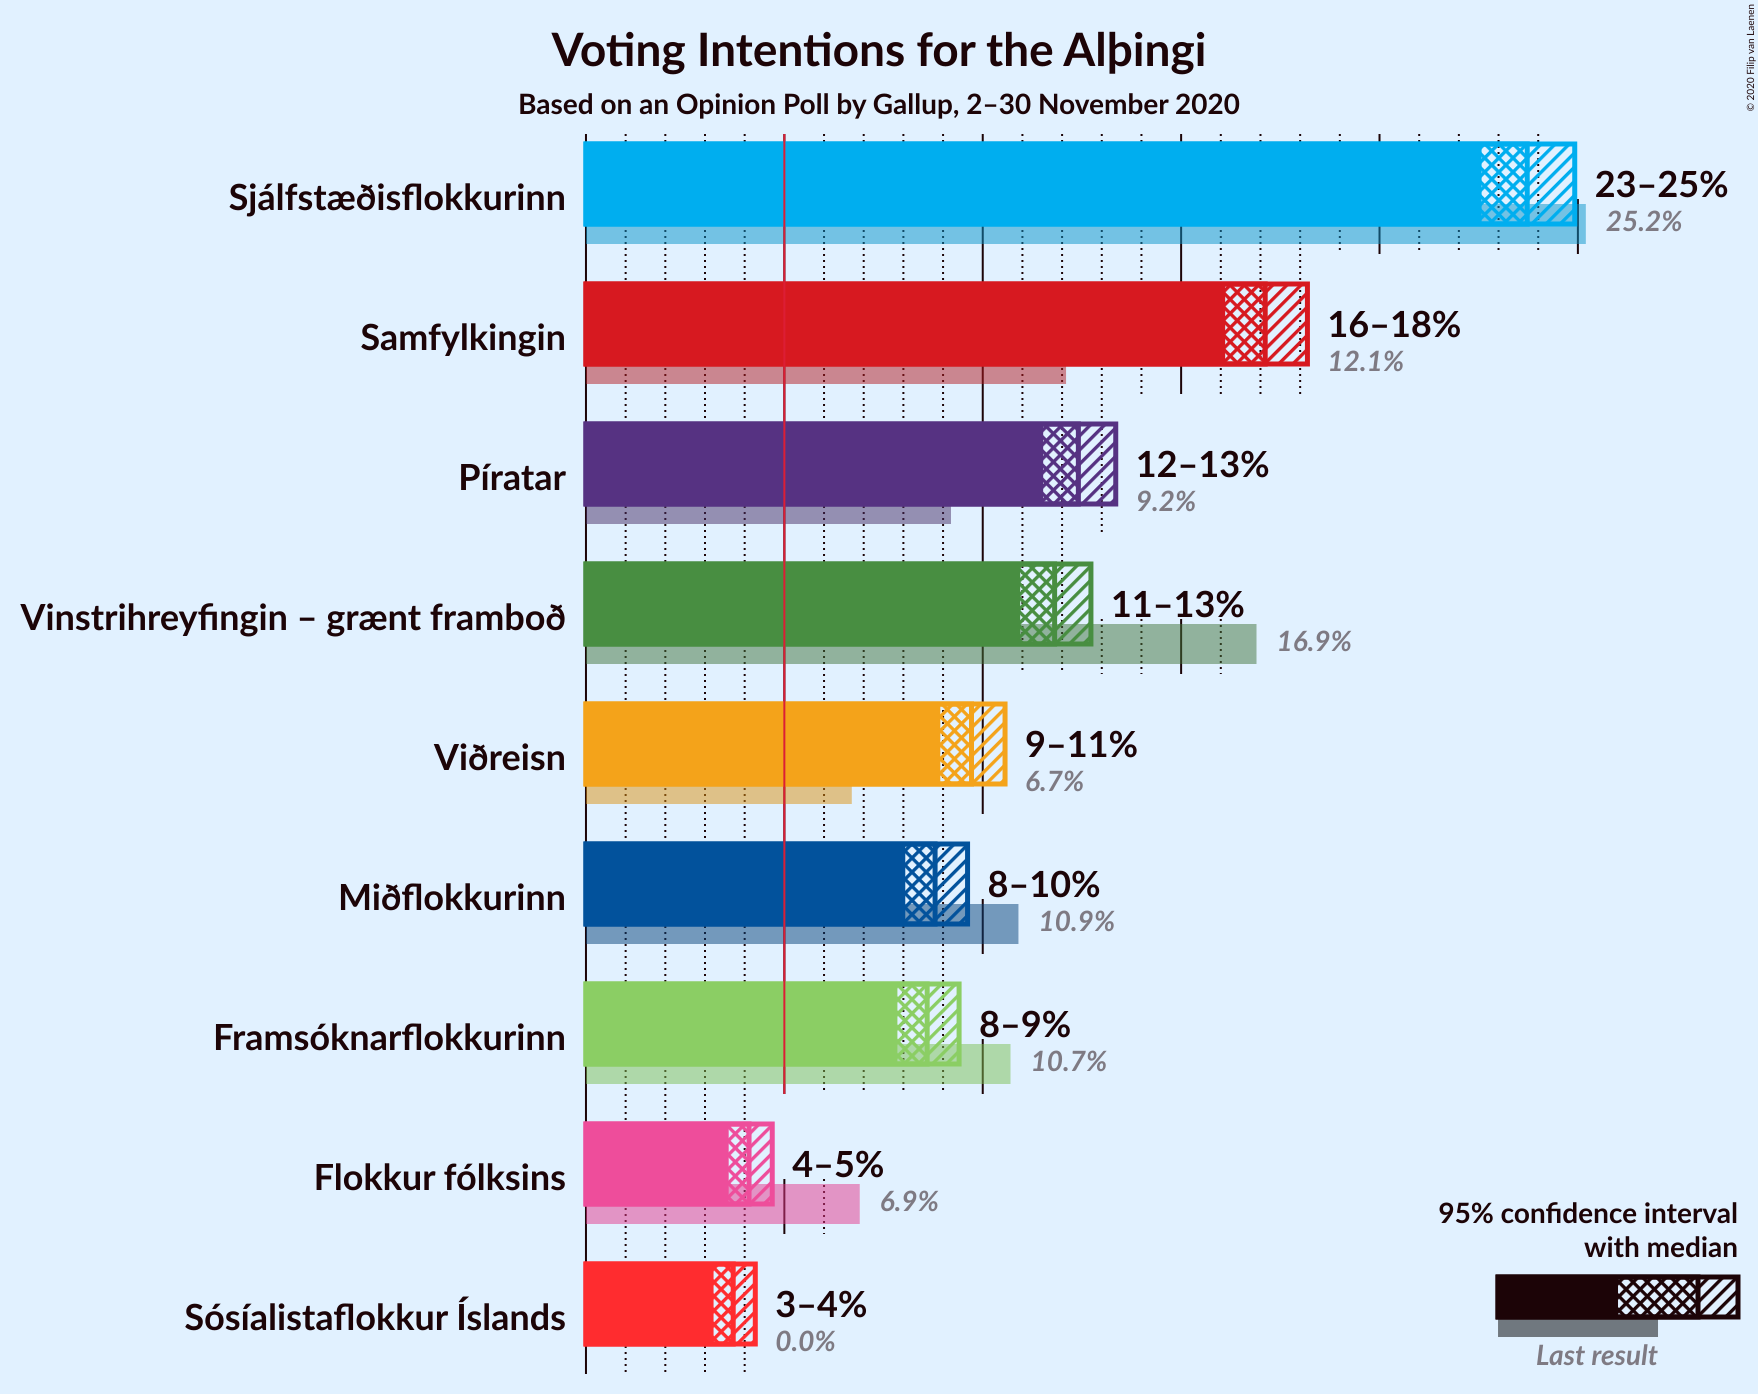 Voting Intentions for the Alþingi
Based on an Opinion Poll by Gallup, 2–30 November 2020
© 2020 Filip van Laenen
Sjálfstæðisflokkurinn
23–25%
25.2%
Samfylkingin
16–18%
12.1%
Píratar
12–13%
9.2%
Vinstrihreyfingin – grænt framboð
11–13%
16.9%
Viðreisn
9–11%
6.7%
Miðflokkurinn
8–10%
10.9%
Framsóknarflokkurinn
8–9%
10.7%
Flokkur fólksins
4–5%
6.9%
Sósíalistaflokkur Íslands
3–4%
0.0%
95% confidence interval
with median
Last result